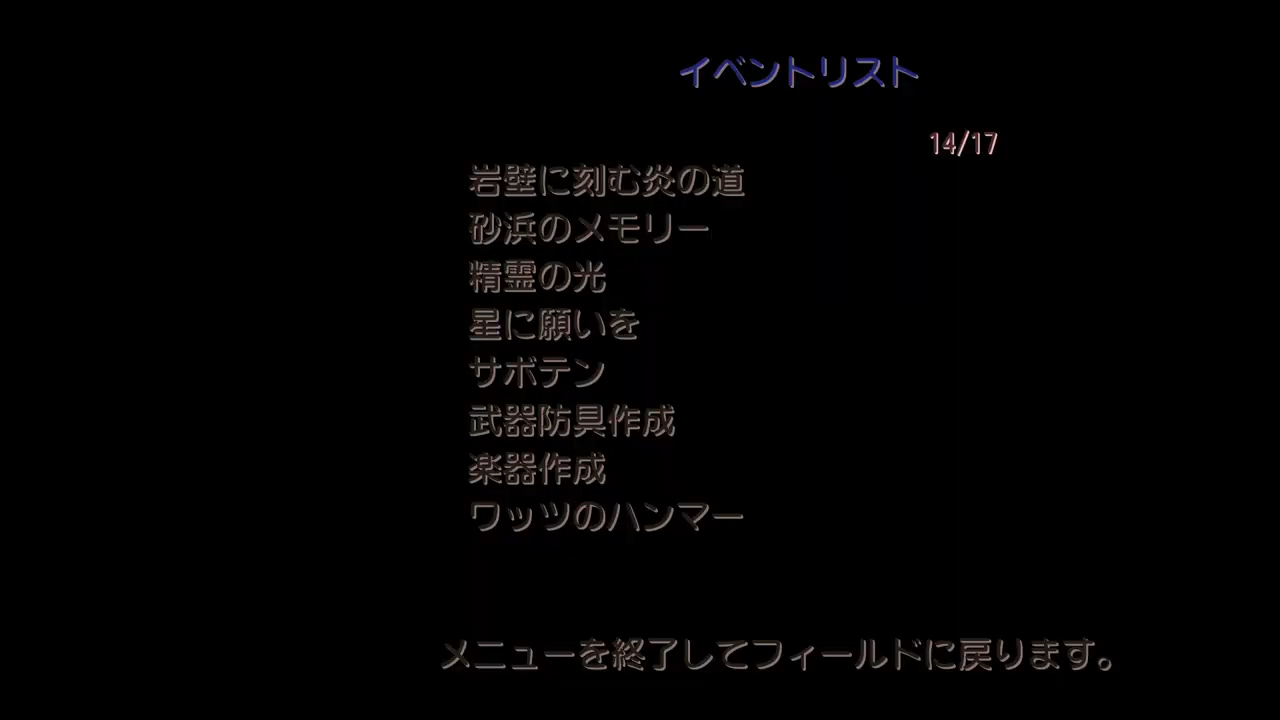 イベントリスト
14/17
岩壁に刻む炎の道
砂浜のメモリー
精霊の光
星に願いを
サボテン
武器防具作成
楽器作成
ワッツのハンマー
メニューを終了してフィールドに戻ります。